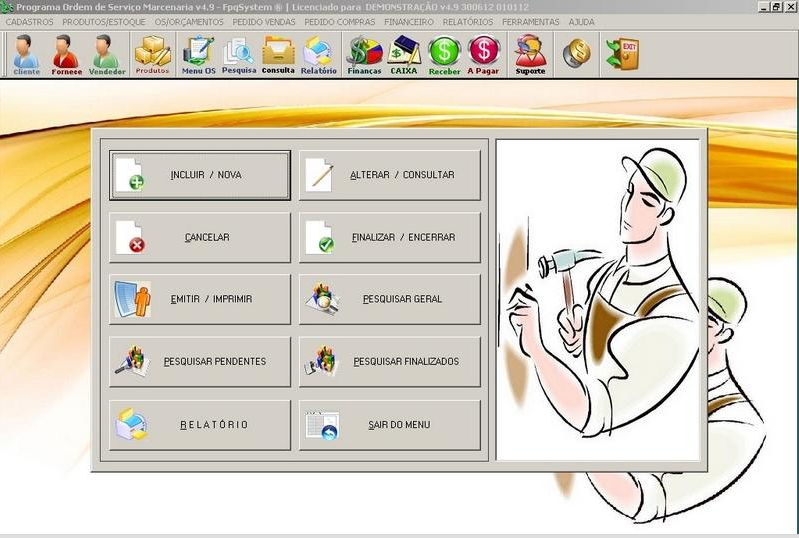 Programa Ordem de Serviço Marcenaria v4.9 - FpqSystem ® | Licenciado para DEMONSTRAÇÃO v4.9 300612 010112
CADASTROS PRODUTOS/ESTOQUE OS/ORÇAMENTOS PEDIDO VENDAS PEDIDO COMPRAS FINANCEIRO RELATÓRIOS FERRAMENTAS AJUDA
EXIT
Cliente Fornece Vendedor Produtos Menu OS Pesquisa Consulta Relatório Finanças CAIXA Receber A Pagar Suporte
INCLUIR / NOVA ALTERAR / CONSULTAR
CANCELAR FINALIZAR / ENCERRAR
EMITIR / IMPRIMIR PESQUISAR GERAL
PESQUISAR PENDENTES PESQUISAR FINALIZADOS
RELATÓRIO SAIR DO MENU